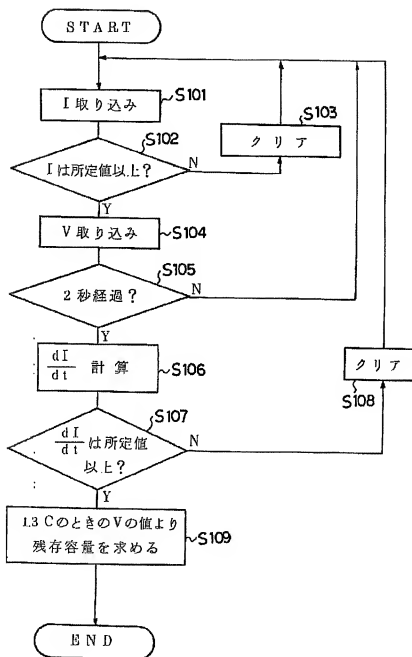 START
I 取り込み
S101
S102
S103
クリア
Iは所定値以上?
N
Y
V 取り込み
S104
S105
2秒経過?
N
Y
dI
dt
計算
S106
クリア
S108
S107
dI
dt
は所定値
以上?
N
Y
1.3 CのときのVの値より
残存容量を求める
S109
END